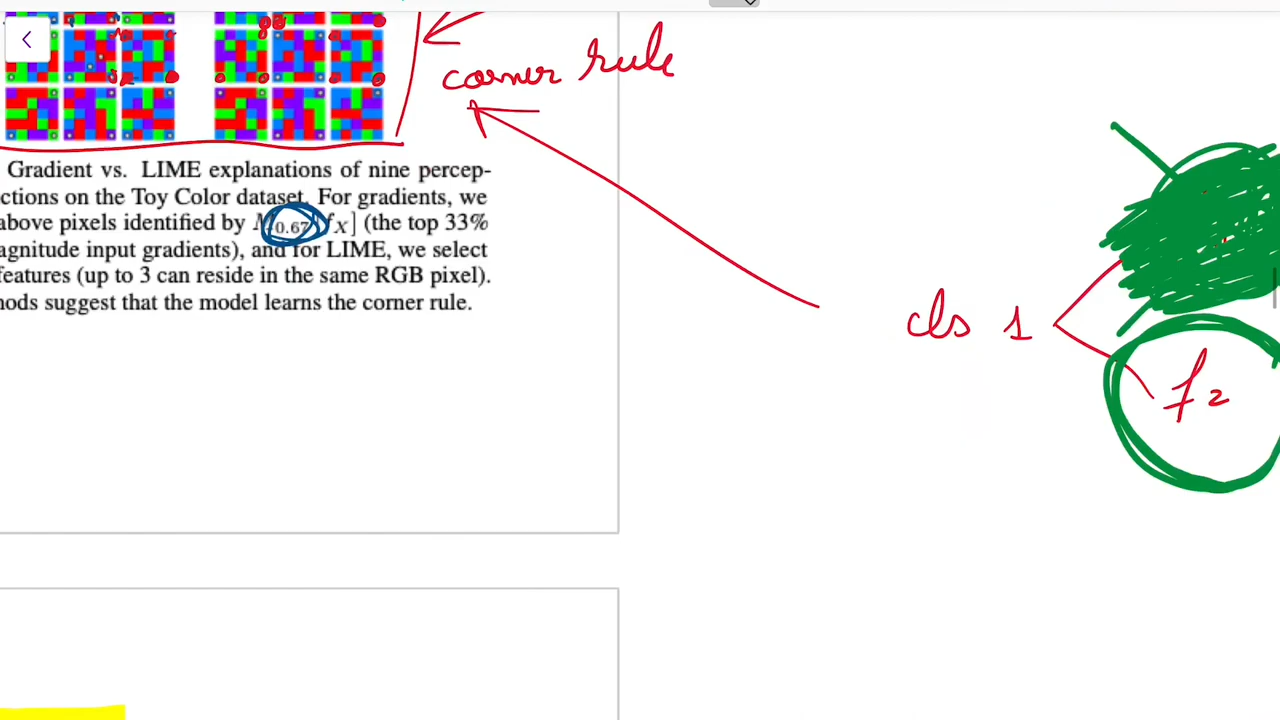 corner rule
Gradient vs. LIME explanations of nine percep-
ctions on the Toy Color dataset. For gradients, we
above pixels identified by M0.67[fX] (the top 33%
agnitude input gradients), and for LIME, we select
features (up to 3 can reside in the same RGB pixel).
hods suggest that the model learns the corner rule.
cls 1
f2